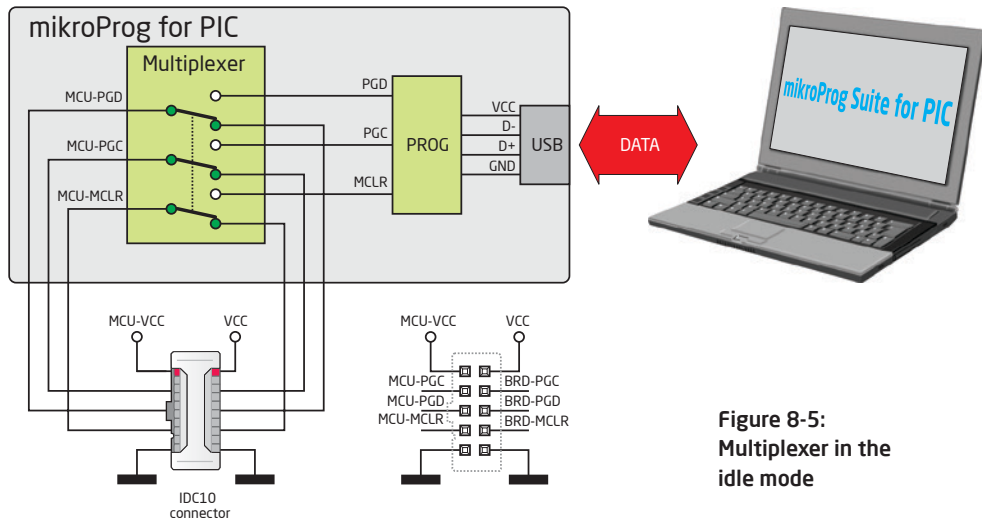 mikroProg for PIC
Multiplexer
MCU-PGD
MCU-PGC
MCU-MCLR
PGD
PGC
MCLR
PROG
VCC
D-
D+
GND
USB
DATA
mikroProg Suite for PIC
MCU-VCC
VCC
IDC10
connector
MCU-VCC
VCC
MCU-PGC
BRD-PGC
MCU-PGD
BRD-PGD
MCU-MCLR
BRD-MCLR
Figure 8-5:
Multiplexer in the
idle mode